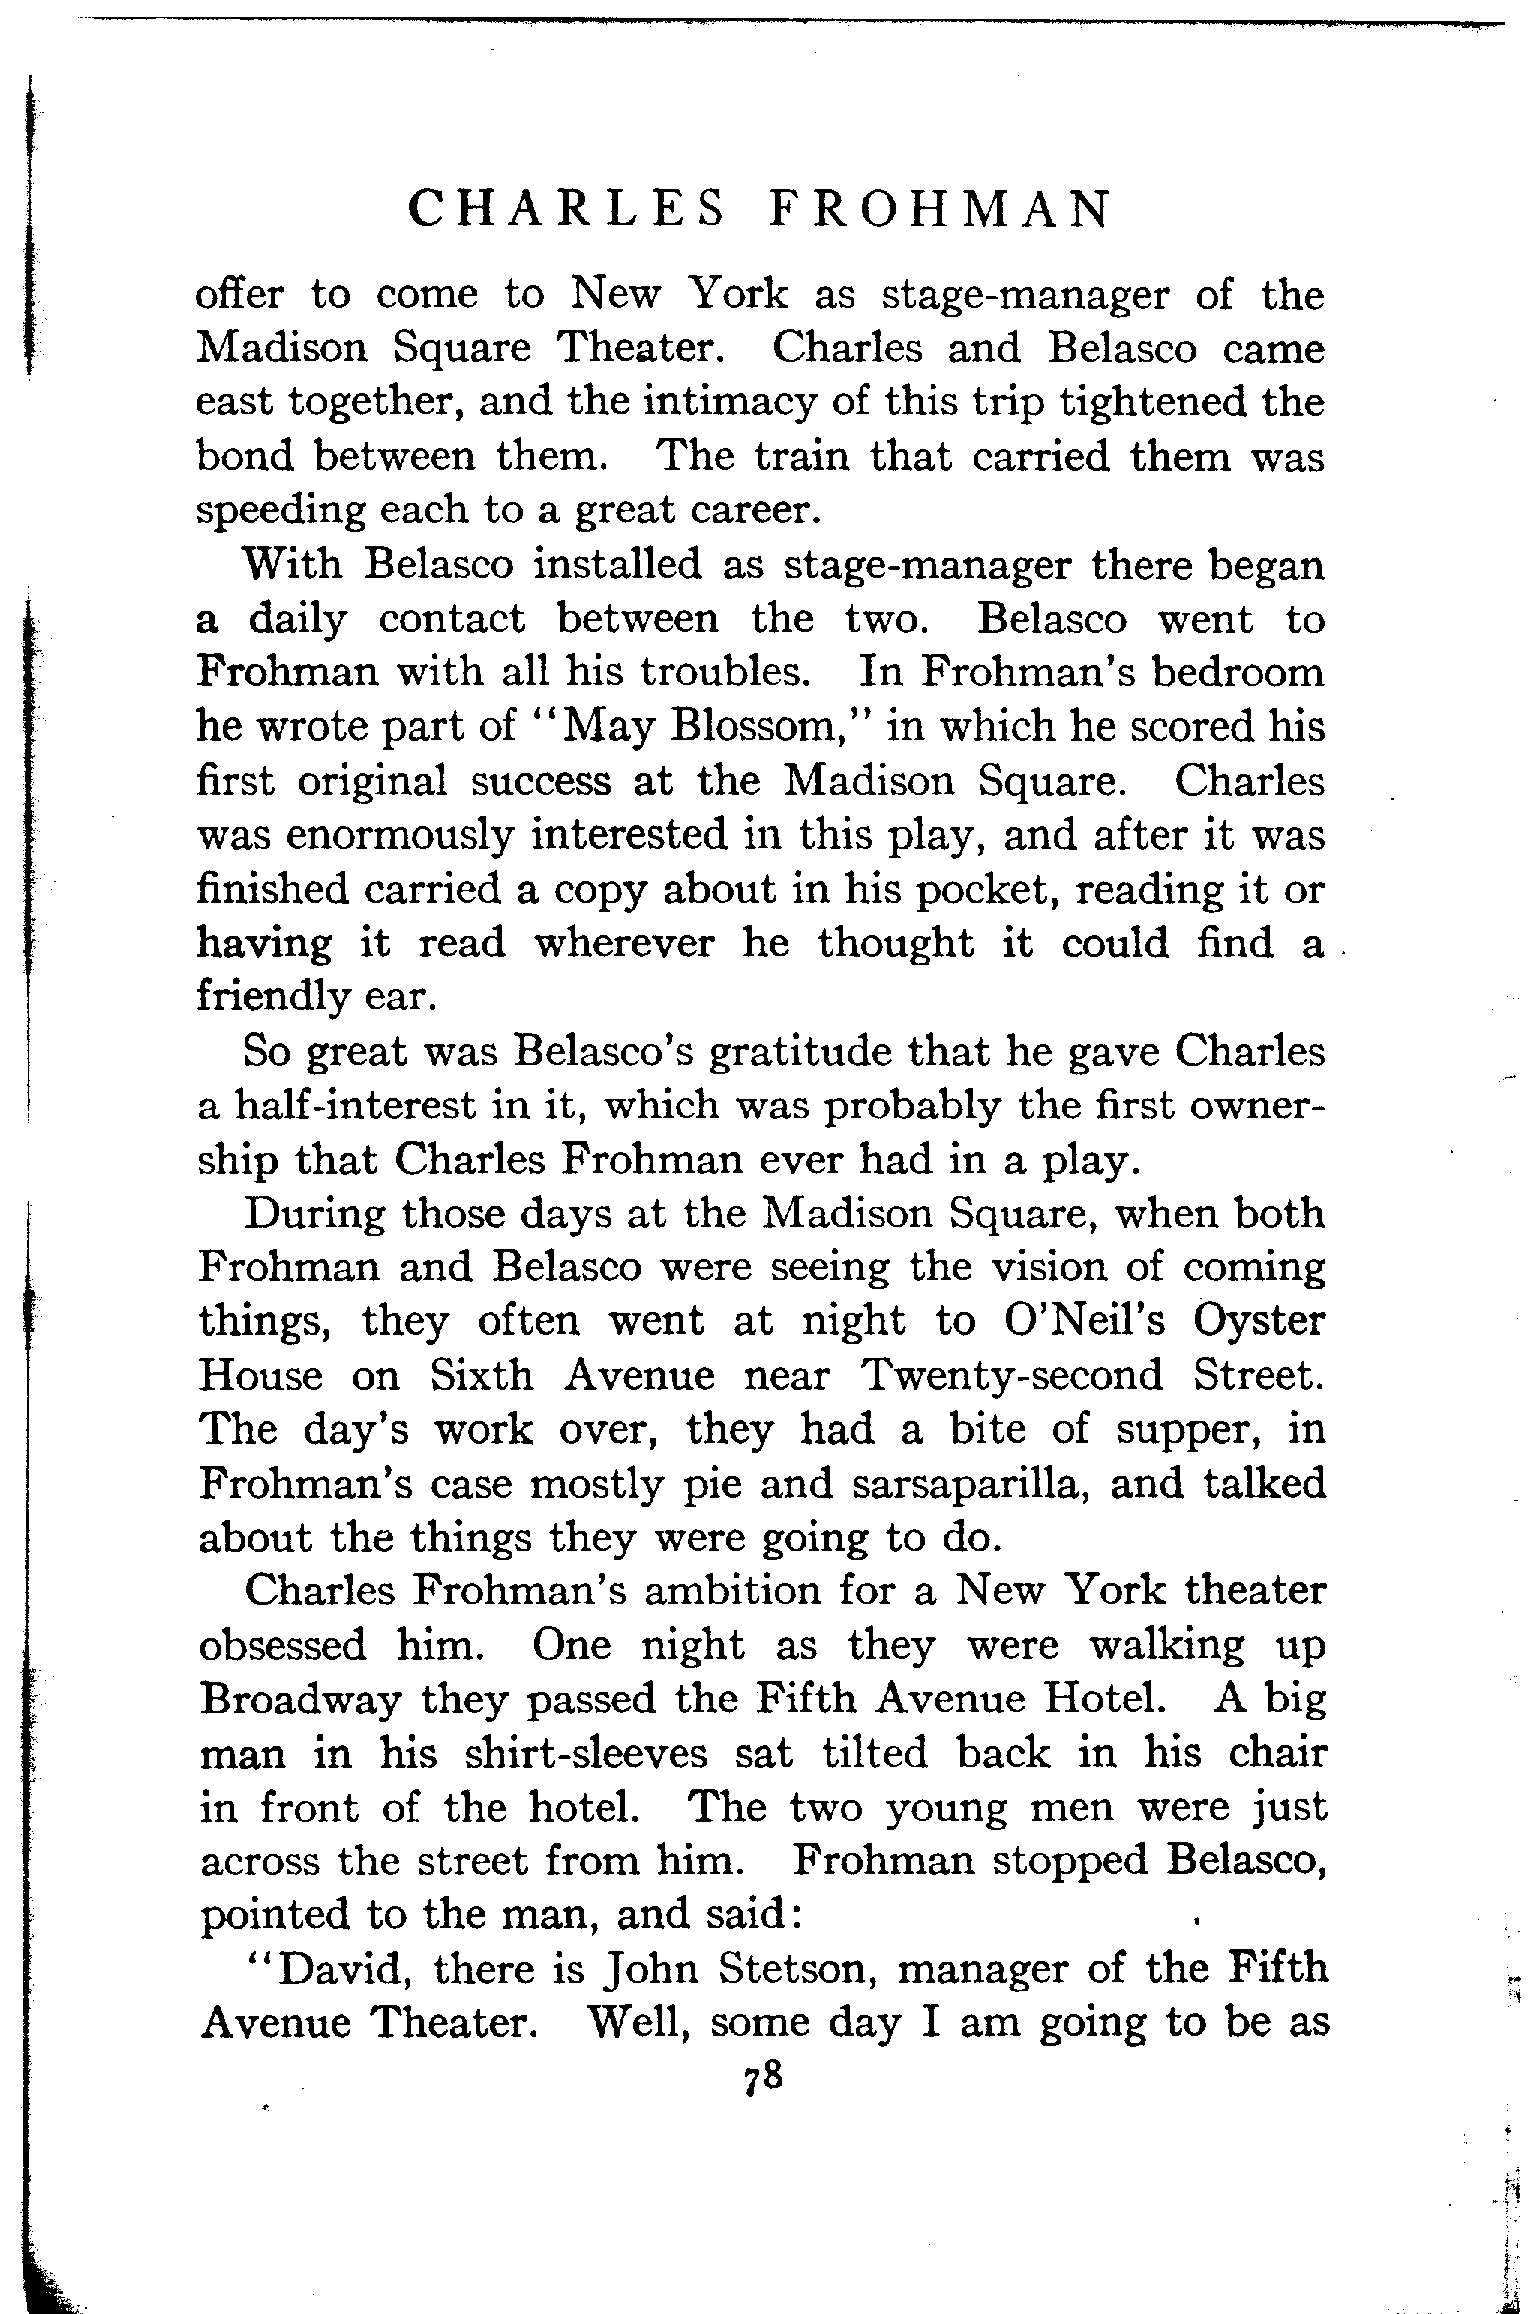 CHARLES FROHMAN
offer to come to New York as stage-manager of the
Madison Square Theater. Charles and Belasco came
east together, and the intimacy of this trip tightened the
bond between them. The train that carried them was
speeding each to a great career.
With Belasco installed as stage-manager there began
a daily contact between the two. Belasco went to
Frohman with all his troubles. In Frohman's bedroom
he wrote part of "May Blossom," in which he scored his
first original success at the Madison Square. Charles
was enormously interested in this play, and after it was
finished carried a copy about in his pocket, reading it or
having it read wherever he thought it could find a
friendly ear.
So great was Belasco's gratitude that he gave Charles
a half-interest in it, which was probably the first owner-
ship that Charles Frohman ever had in a play.
During those days at the Madison Square, when both
Frohman and Belasco were seeing the vision of coming
things, they often went at night to O'Neil's Oyster
House on Sixth Avenue near Twenty-second Street.
The day's work over, they had a bite of supper, in
Frohman's case mostly pie and sarsaparilla, and talked
about the things they were going to do.
Charles Frohman's ambition for a New York theater
obsessed him. One night as they were walking up
Broadway they passed the Fifth Avenue Hotel. A big
man in his shirt-sleeves sat tilted back in his chair
in front of the hotel. The two young men were just
across the street from him. Frohman stopped Belasco,
pointed to the man, and said:
"David, there is John Stetson, manager of the Fifth
Avenue Theater. Well, some day I am going to be as
78